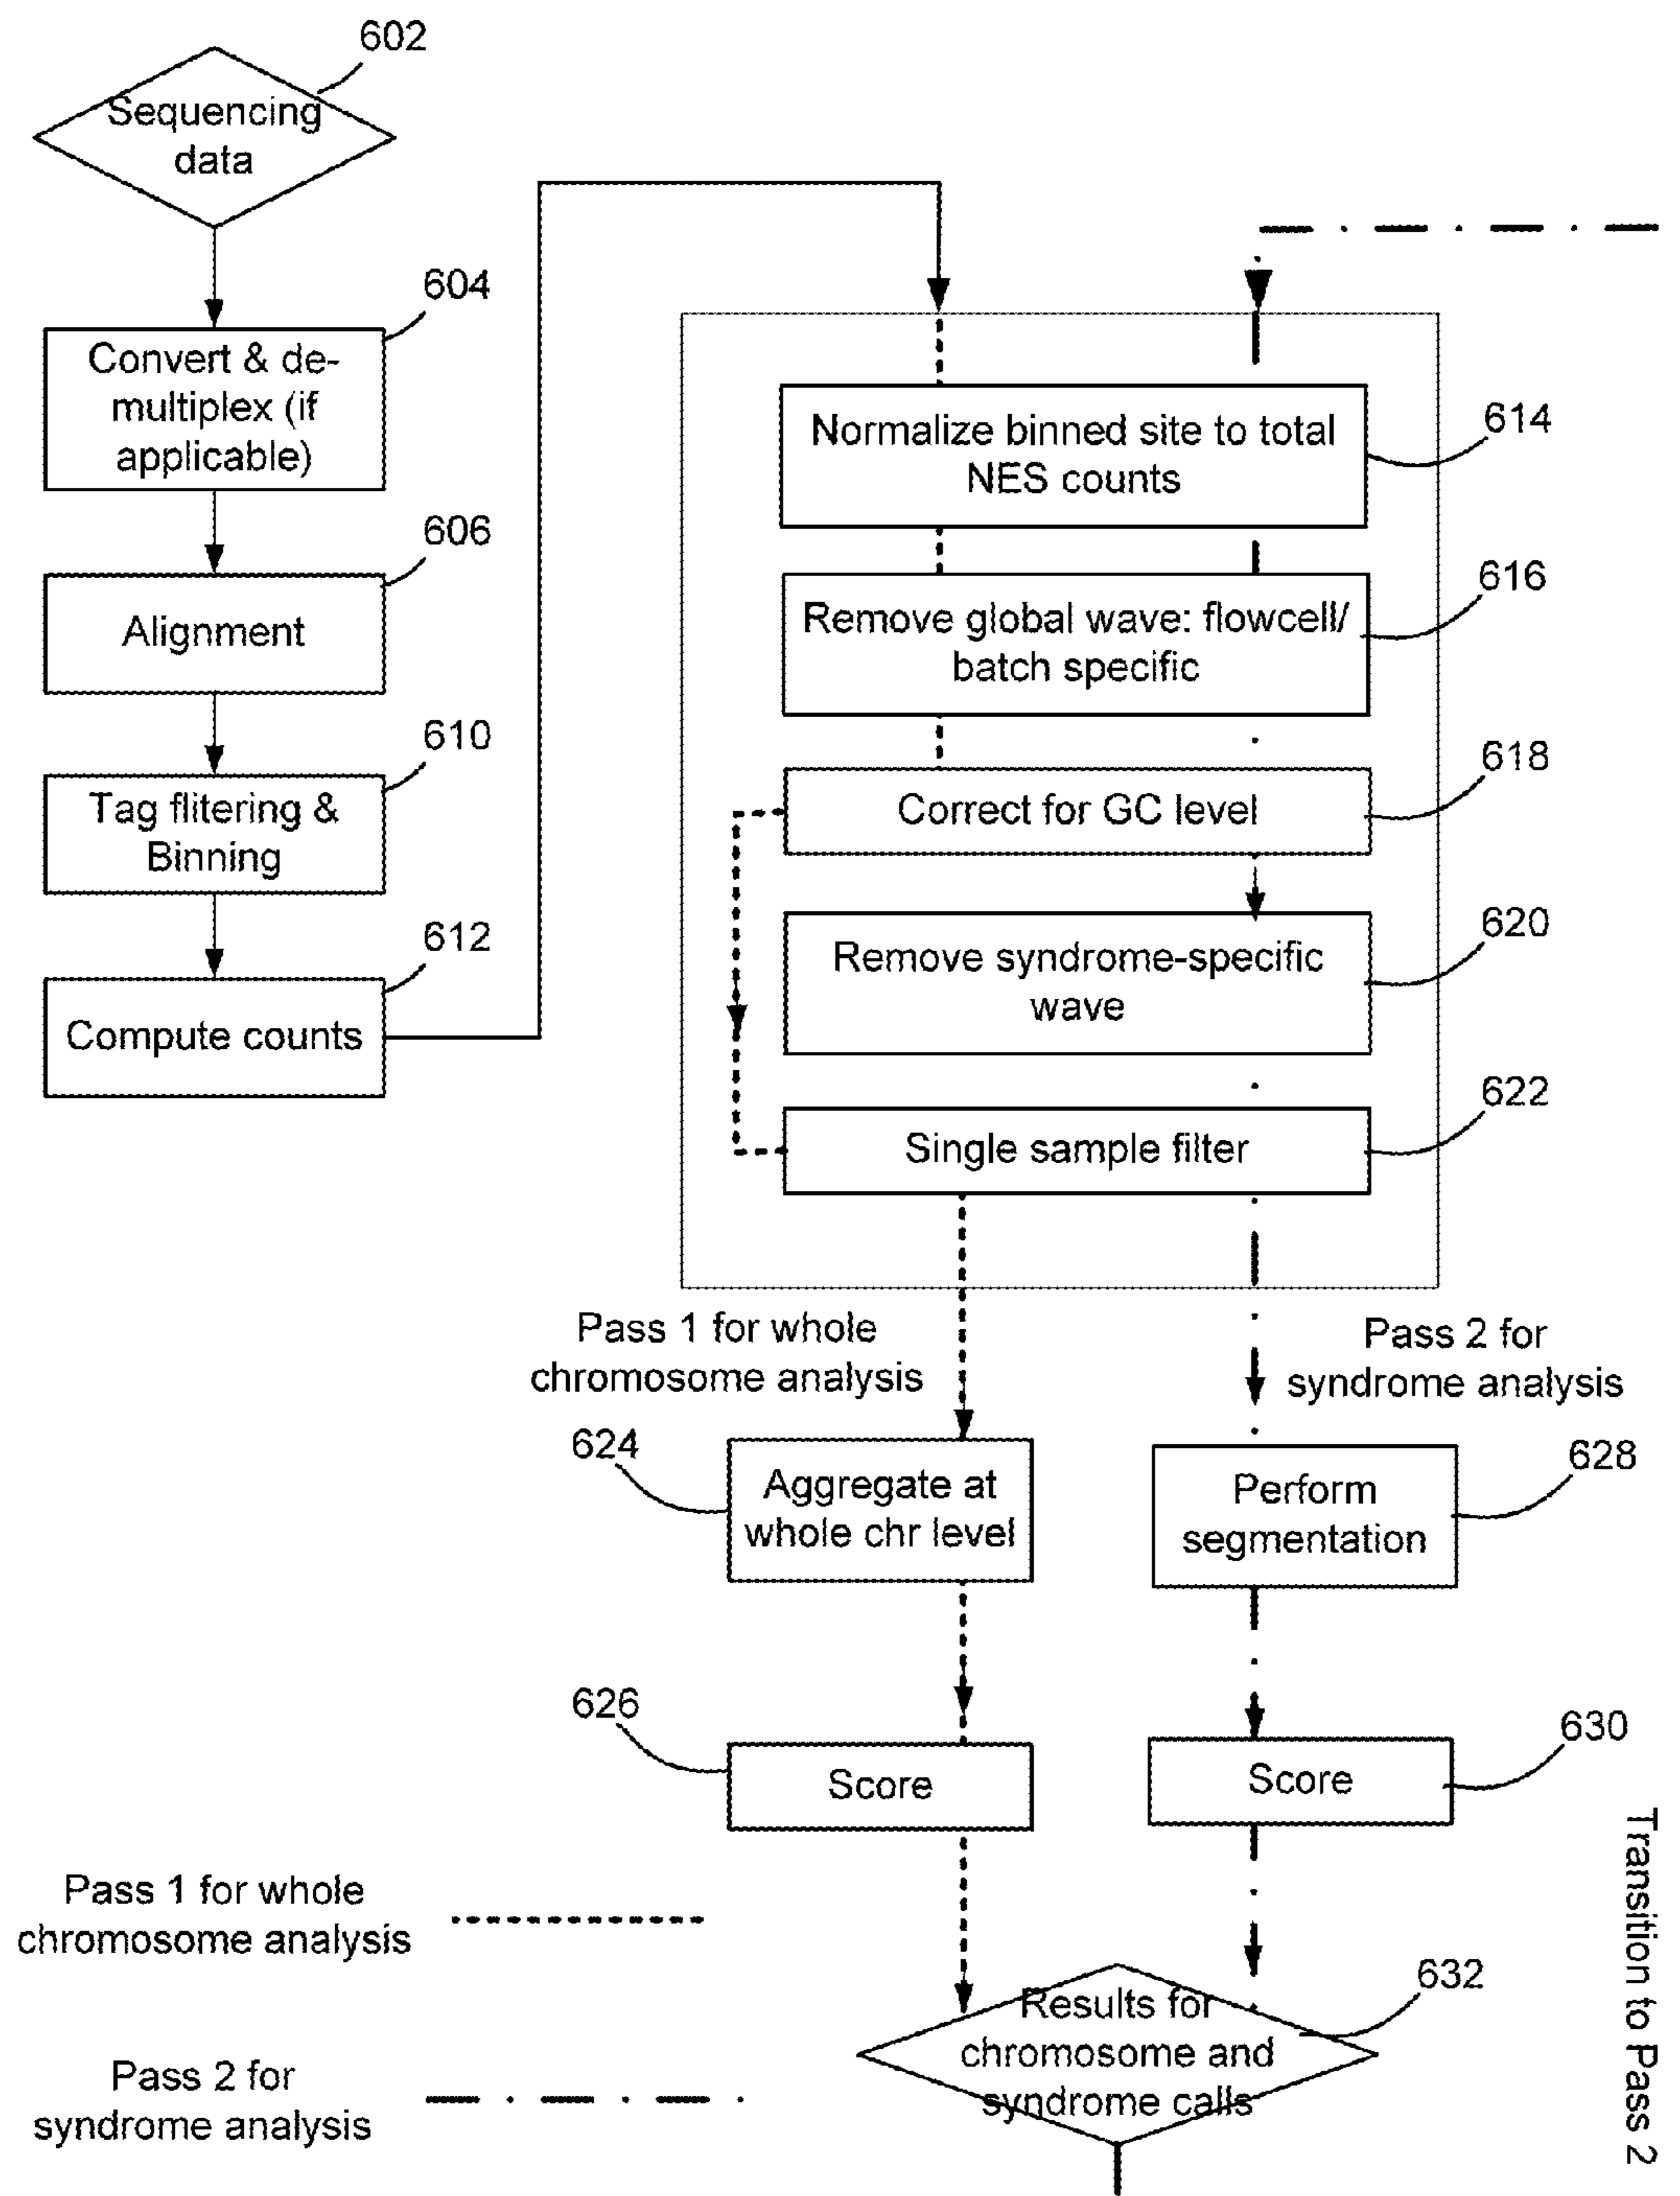 602
Sequencing
data
604
Convert & de-
multiplex (if
applicable)
606
Alignment
610
Tag flitering &
Binning
612
Compute counts
614
Normalize binned site to total
NES counts
616
Remove global wave: flowcell/
batch specific
618
Correct for GC level
620
Remove syndrome-specific
wave
622
Single sample filter
Pass 1 for whole
chromosome analysis
Pass 2 for
syndrome analysis
624
Aggregate at
whole chr level
628
Perform
segmentation
626
Score
630
Score
Transition to Pass 2
Pass 1 for whole
chromosome analysis
632
Results for
chromosome and
syndrome calls
Pass 2 for
syndrome analysis